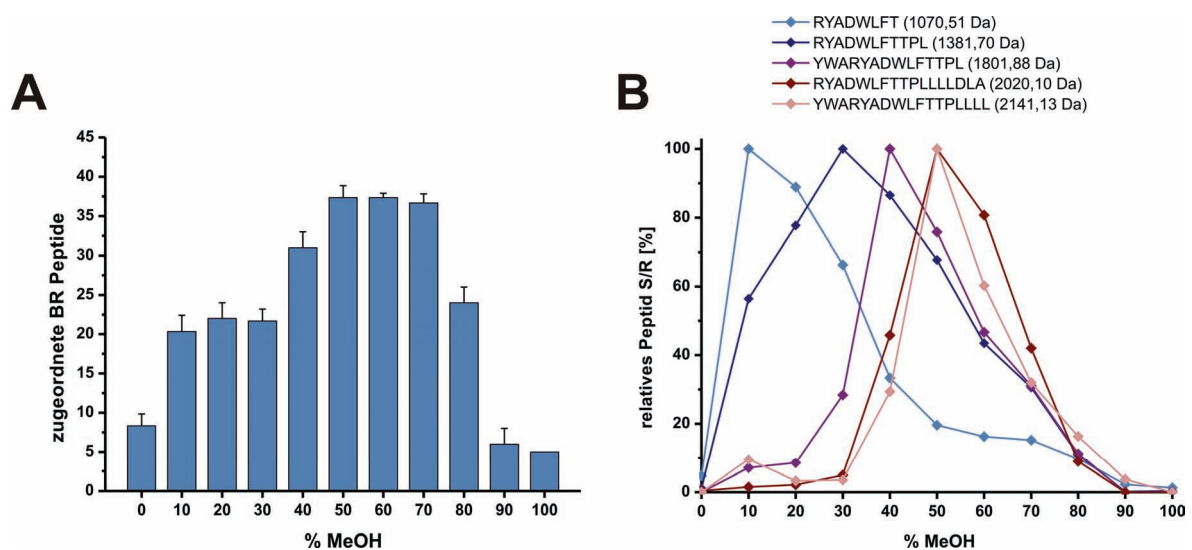 A
zugeordnete BR Peptide
45
40
35
30
25
20
15
10
5
0
0 10 20 30 40 50 60 70 80 90 100
% MeOH
B
RYADWLFT (1070,51 Da)
RYADWLFTTPL (1381,70 Da)
YWARYADWLFTTPL (1801,88 Da)
RYADWLFTTPLLLLDLA (2020,10 Da)
YWARYADWLFTTPLLLL (2141,13 Da)
relatives Peptid S/R [%]
100
80
60
40
20
0
0 10 20 30 40 50 60 70 80 90 100
% MeOH